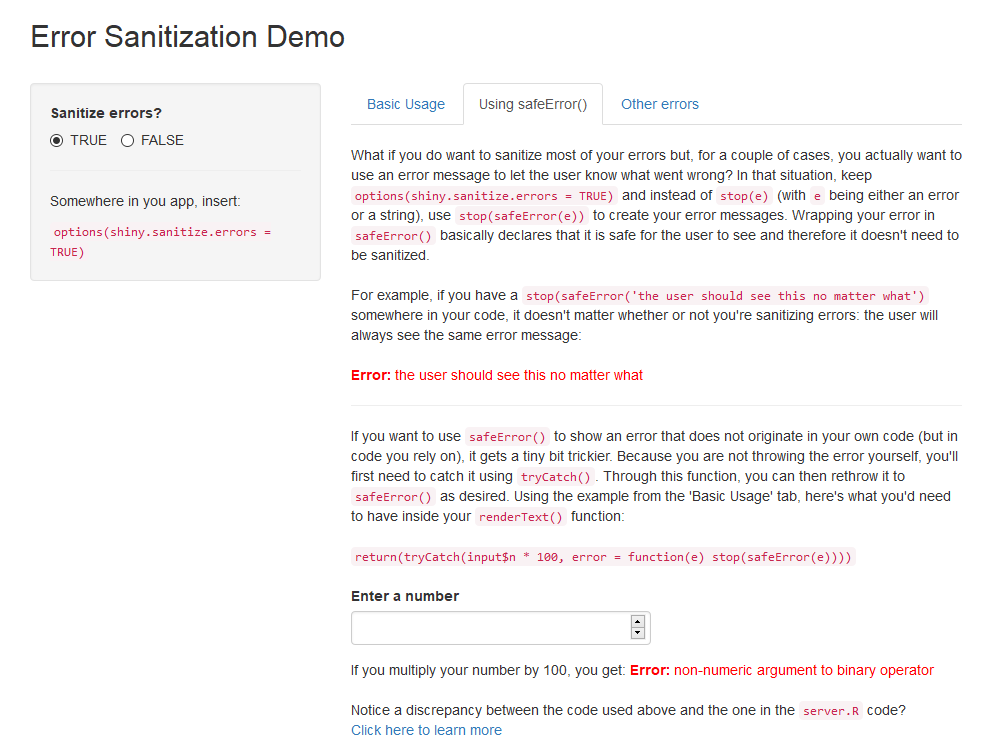 Error Sanitization Demo
Sanitize errors?
TRUE FALSE
Somewhere in you app, insert:
options(shiny.sanitize.errors =
TRUE)
Basic Usage Using safeError() Other errors
What if you do want to sanitize most of your errors but, for a couple of cases, you actually want to
use an error message to let the user know what went wrong? In that situation, keep
options(shiny.sanitize.errors = TRUE) and instead of stop(e) (with e being either an error
or a string), use stop(safeError(e)) to create your error messages. Wrapping your error in
safeError() basically declares that it is safe for the user to see and therefore it doesn't need to
be sanitized.
For example, if you have a stop(safeError('the user should see this no matter what')
somewhere in your code, it doesn't matter whether or not you're sanitizing errors: the user will
always see the same error message:
Error: the user should see this no matter what
If you want to use safeError() to show an error that does not originate in your own code (but in
code you rely on), it gets a tiny bit trickier. Because you are not throwing the error yourself, you'll
first need to catch it using tryCatch(). Through this function, you can then rethrow it to
safeError() as desired. Using the example from the 'Basic Usage' tab, here's what you'd need
to have inside your renderText() function:
return(tryCatch(input$n * 100, error = function(e) stop(safeError(e))))
Enter a number
If you multiply your number by 100, you get: Error: non-numeric argument to binary operator
Notice a discrepancy between the code used above and the one in the server.R code?
Click here to learn more